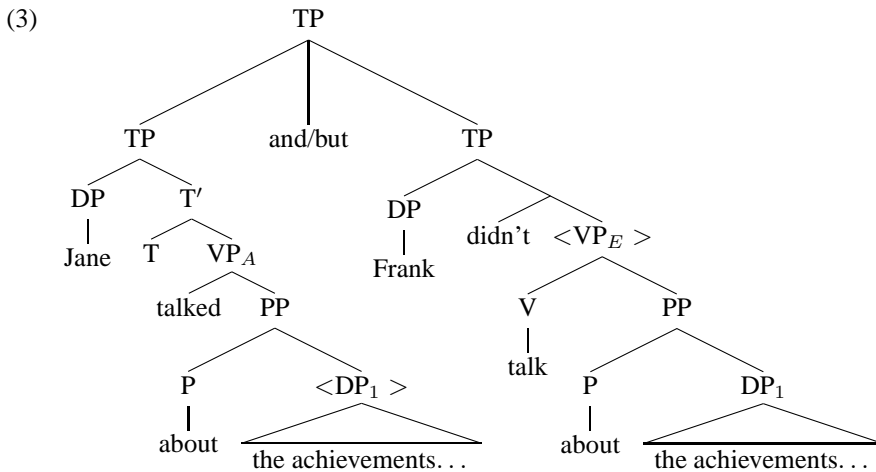 (3)
TP
TP and/but TP
DP T′ DP
Jane T VP_A Frank didn't <VP_E >
talked PP V PP
talk
P <DP_1 > P DP_1
about the achievements... about the achievements...